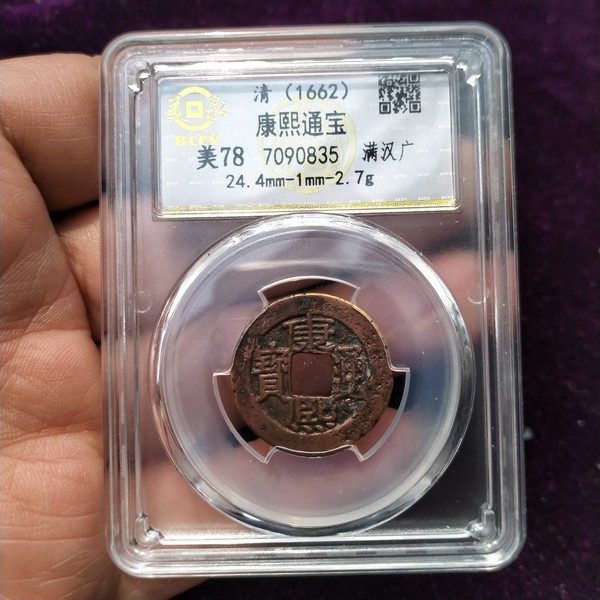 清（1662）
康熙通宝
美78 7090835 满汉广
24.4mm-1mm-2.7g
BCCS
康
寶 通
熙